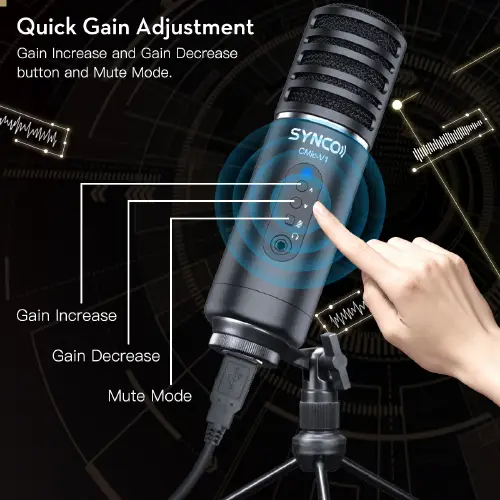 Quick Gain Adjustment
Gain Increase and Gain Decrease
button and Mute Mode.
SYNCO
CMic-V1
Gain Increase
Gain Decrease
Mute Mode